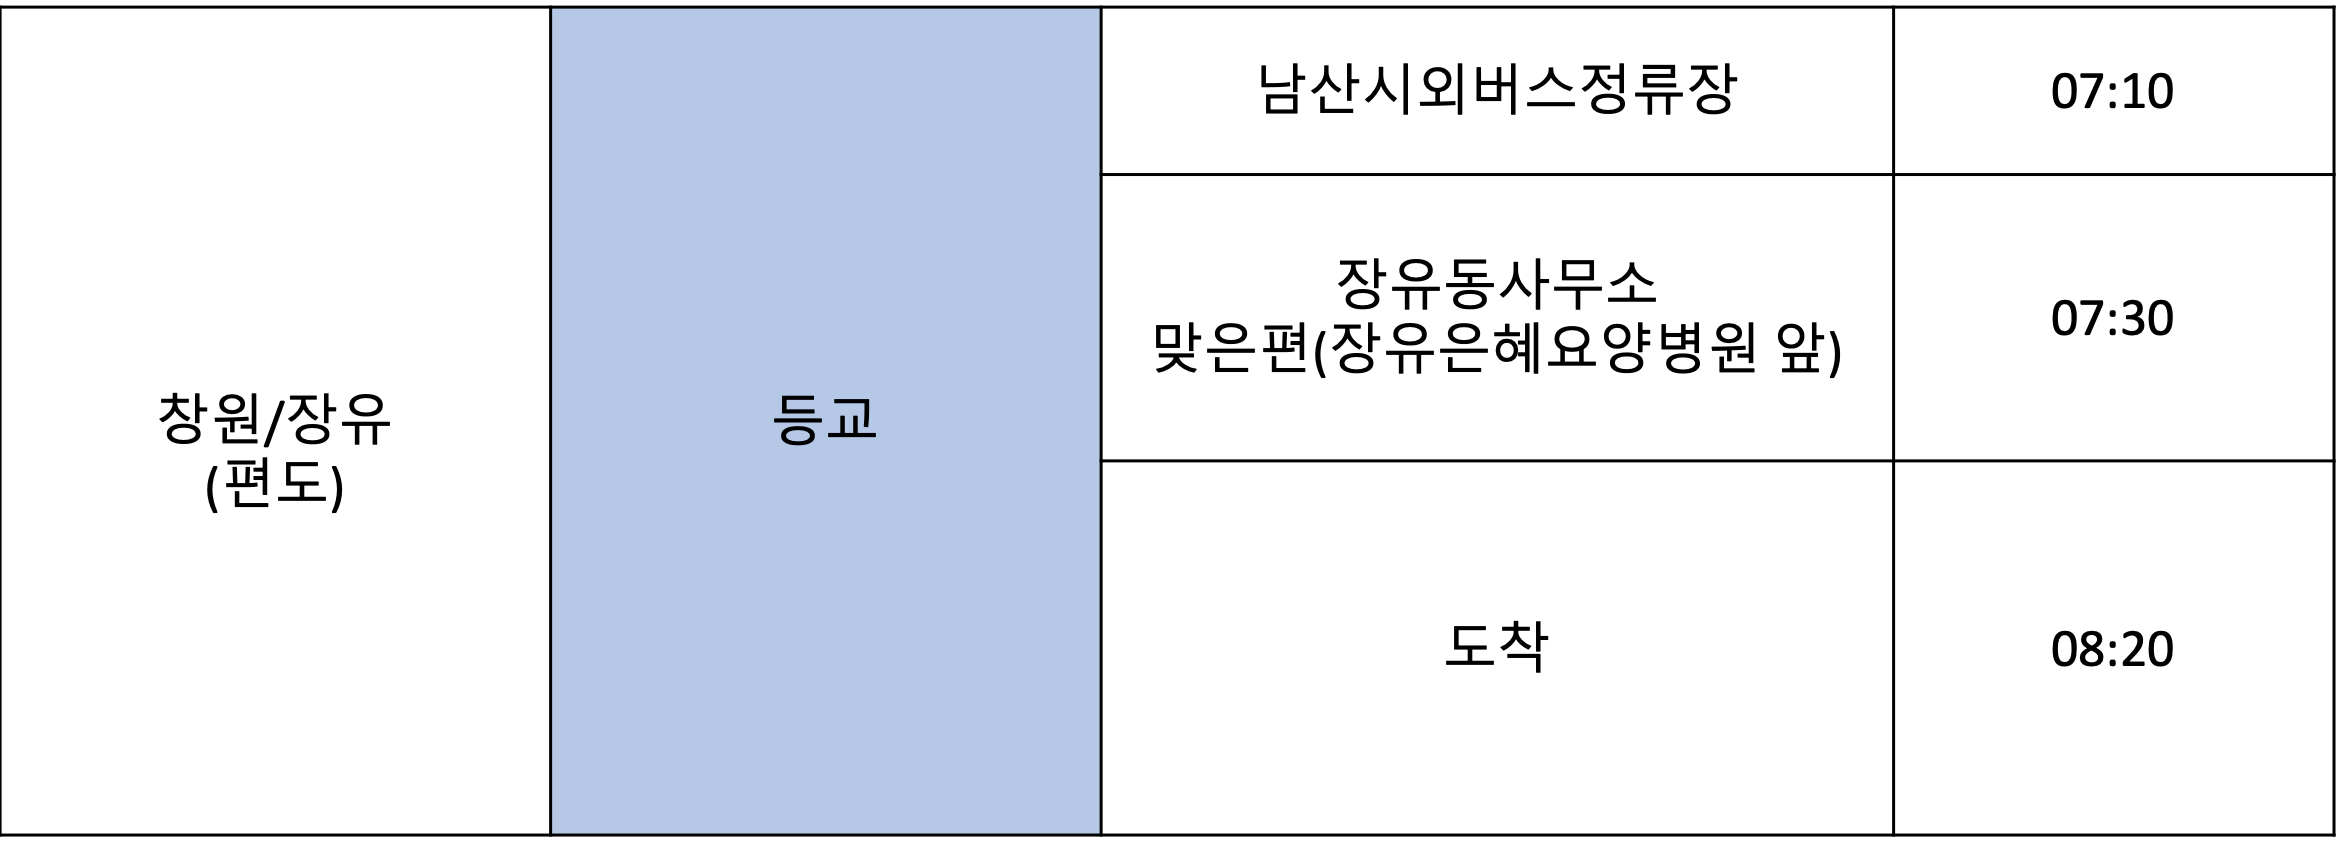 창원/장유
(편도)
등교
남산시외버스정류장
07:10
장유동사무소
맞은편(장유은혜요양병원 앞)
07:30
도착
08:20